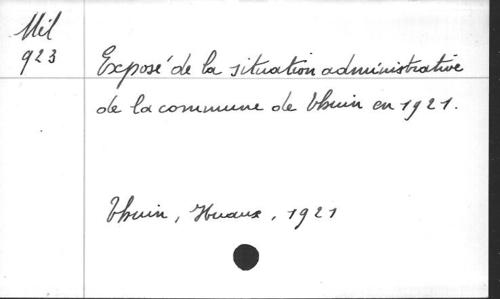 Mil
923
Exposé de la situation administrative
de la commune de Thuin en 1921.
Thuin, Huaux, 1921